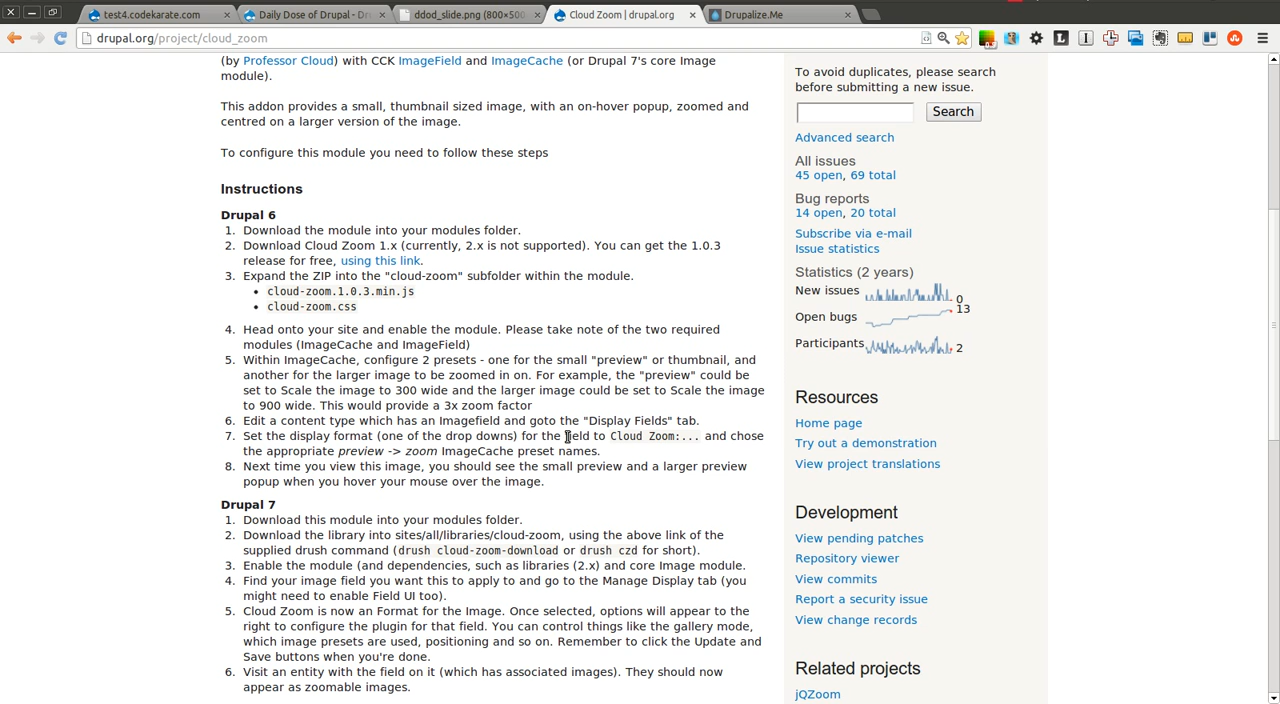 test4.codekarate.com
Daily Dose of Drupal - Dr
ddod_slide.png (800×500
Cloud Zoom | drupal.org
Drupalize.Me
drupal.org/project/cloud_zoom
(by Professor Cloud) with CCK ImageField and ImageCache (or Drupal 7's core Image
module).
This addon provides a small, thumbnail sized image, with an on-hover popup, zoomed and
centred on a larger version of the image.
To configure this module you need to follow these steps
Instructions
Drupal 6
1. Download the module into your modules folder.
2. Download Cloud Zoom 1.x (currently, 2.x is not supported). You can get the 1.0.3
release for free, using this link.
3. Expand the ZIP into the "cloud-zoom" subfolder within the module.
• cloud-zoom.1.0.3.min.js
• cloud-zoom.css
4. Head onto your site and enable the module. Please take note of the two required
modules (ImageCache and ImageField)
5. Within ImageCache, configure 2 presets - one for the small "preview" or thumbnail, and
another for the larger image to be zoomed in on. For example, the "preview" could be
set to Scale the image to 300 wide and the larger image could be set to Scale the image
to 900 wide. This would provide a 3x zoom factor
6. Edit a content type which has an Imagefield and goto the "Display Fields" tab.
7. Set the display format (one of the drop downs) for the field to Cloud Zoom:... and chose
the appropriate preview -> zoom ImageCache preset names.
8. Next time you view this image, you should see the small preview and a larger preview
popup when you hover your mouse over the image.
Drupal 7
1. Download this module into your modules folder.
2. Download the library into sites/all/libraries/cloud-zoom, using the above link of the
supplied drush command (drush cloud-zoom-download or drush czd for short).
3. Enable the module (and dependencies, such as libraries (2.x) and core Image module.
4. Find your image field you want this to apply to and go to the Manage Display tab (you
might need to enable Field UI too).
5. Cloud Zoom is now an Format for the Image. Once selected, options will appear to the
right to configure the plugin for that field. You can control things like the gallery mode,
which image presets are used, positioning and so on. Remember to click the Update and
Save buttons when you're done.
6. Visit an entity with the field on it (which has associated images). They should now
appear as zoomable images.
To avoid duplicates, please search
before submitting a new issue.
Search
Advanced search
All issues
45 open, 69 total
Bug reports
14 open, 20 total
Subscribe via e-mail
Issue statistics
Statistics (2 years)
New issues 0
Open bugs 13
Participants 2
Resources
Home page
Try out a demonstration
View project translations
Development
View pending patches
Repository viewer
View commits
Report a security issue
View change records
Related projects
jQZoom